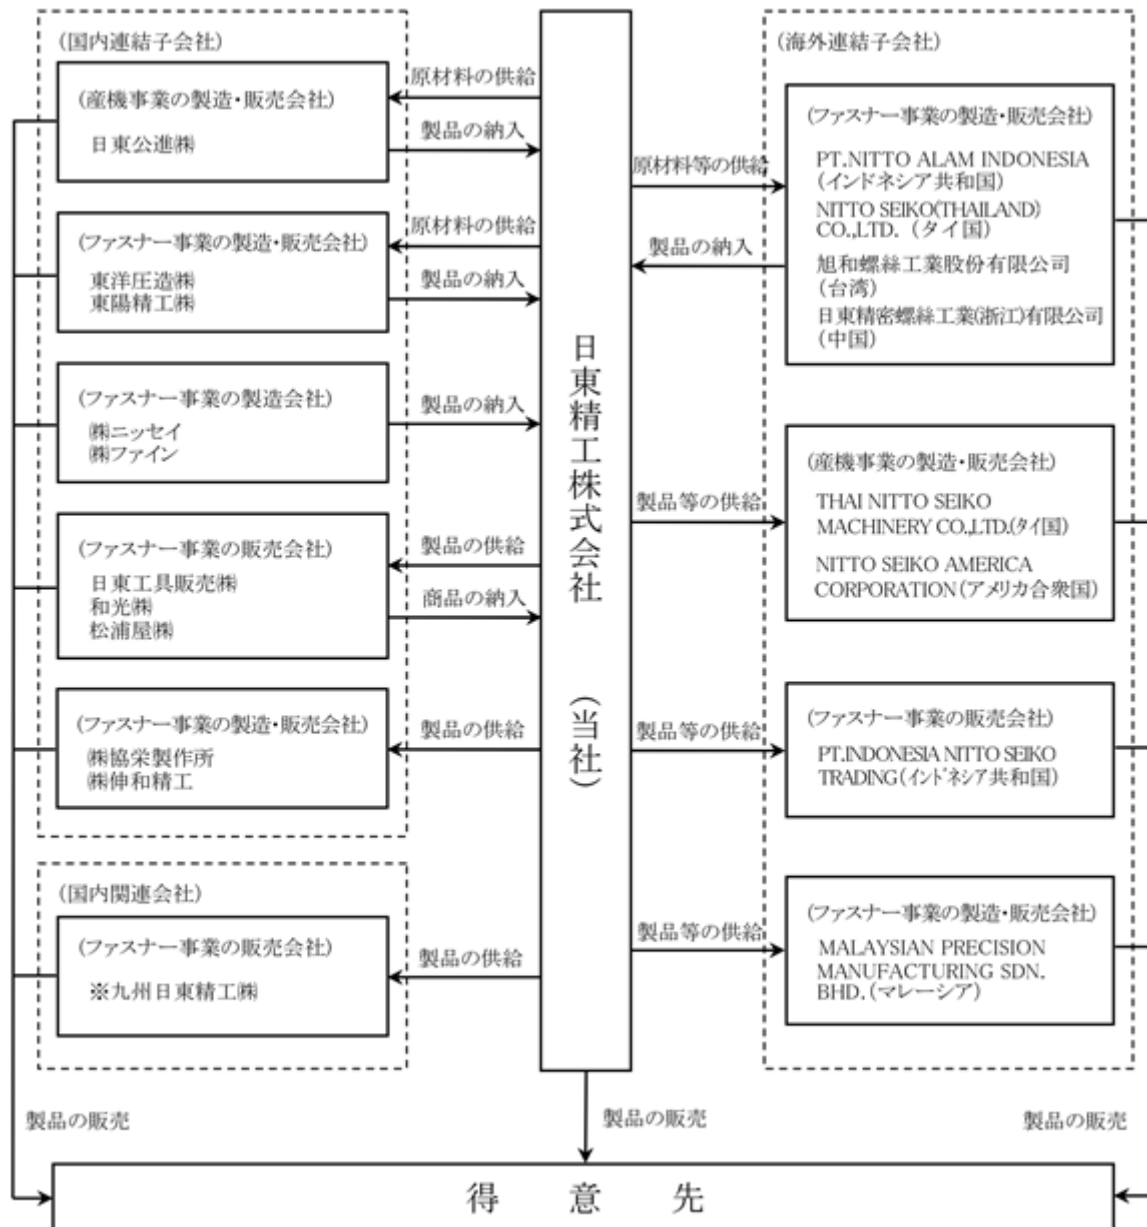 (国内連結子会社)
(産機事業の製造・販売会社)
日東公進㈱
原材料の供給
製品の納入
(ファスナー事業の製造・販売会社)
東洋圧造㈱
東陽精工㈱
原材料の供給
製品の納入
(ファスナー事業の製造会社)
㈱ニッセイ
㈱ファイン
製品の納入
(ファスナー事業の販売会社)
日東工具販売㈱
和光㈱
松浦屋㈱
製品の供給
商品の納入
(ファスナー事業の製造・販売会社)
㈱協栄製作所
㈱伸和精工
製品の供給
(国内関連会社)
(ファスナー事業の販売会社)
※九州日東精工㈱
製品の供給
日東精工株式会社 (当社)
(海外連結子会社)
原材料等の供給
製品の納入
(ファスナー事業の製造・販売会社)
PT.NITTO ALAM INDONESIA
(インドネシア共和国)
NITTO SEIKO(THAILAND)
CO.,LTD. (タイ国)
旭和螺絲工業股份有限公司
(台湾)
日東精密螺絲工業(浙江)有限公司
(中国)
製品等の供給
(産機事業の製造・販売会社)
THAI NITTO SEIKO
MACHINERY CO.,LTD.(タイ国)
NITTO SEIKO AMERICA
CORPORATION(アメリカ合衆国)
製品等の供給
(ファスナー事業の販売会社)
PT.INDONESIA NITTO SEIKO
TRADING(インドネシア共和国)
製品等の供給
(ファスナー事業の製造・販売会社)
MALAYSIAN PRECISION
MANUFACTURING SDN.
BHD.(マレーシア)
製品の販売
製品の販売
製品の販売
得意先